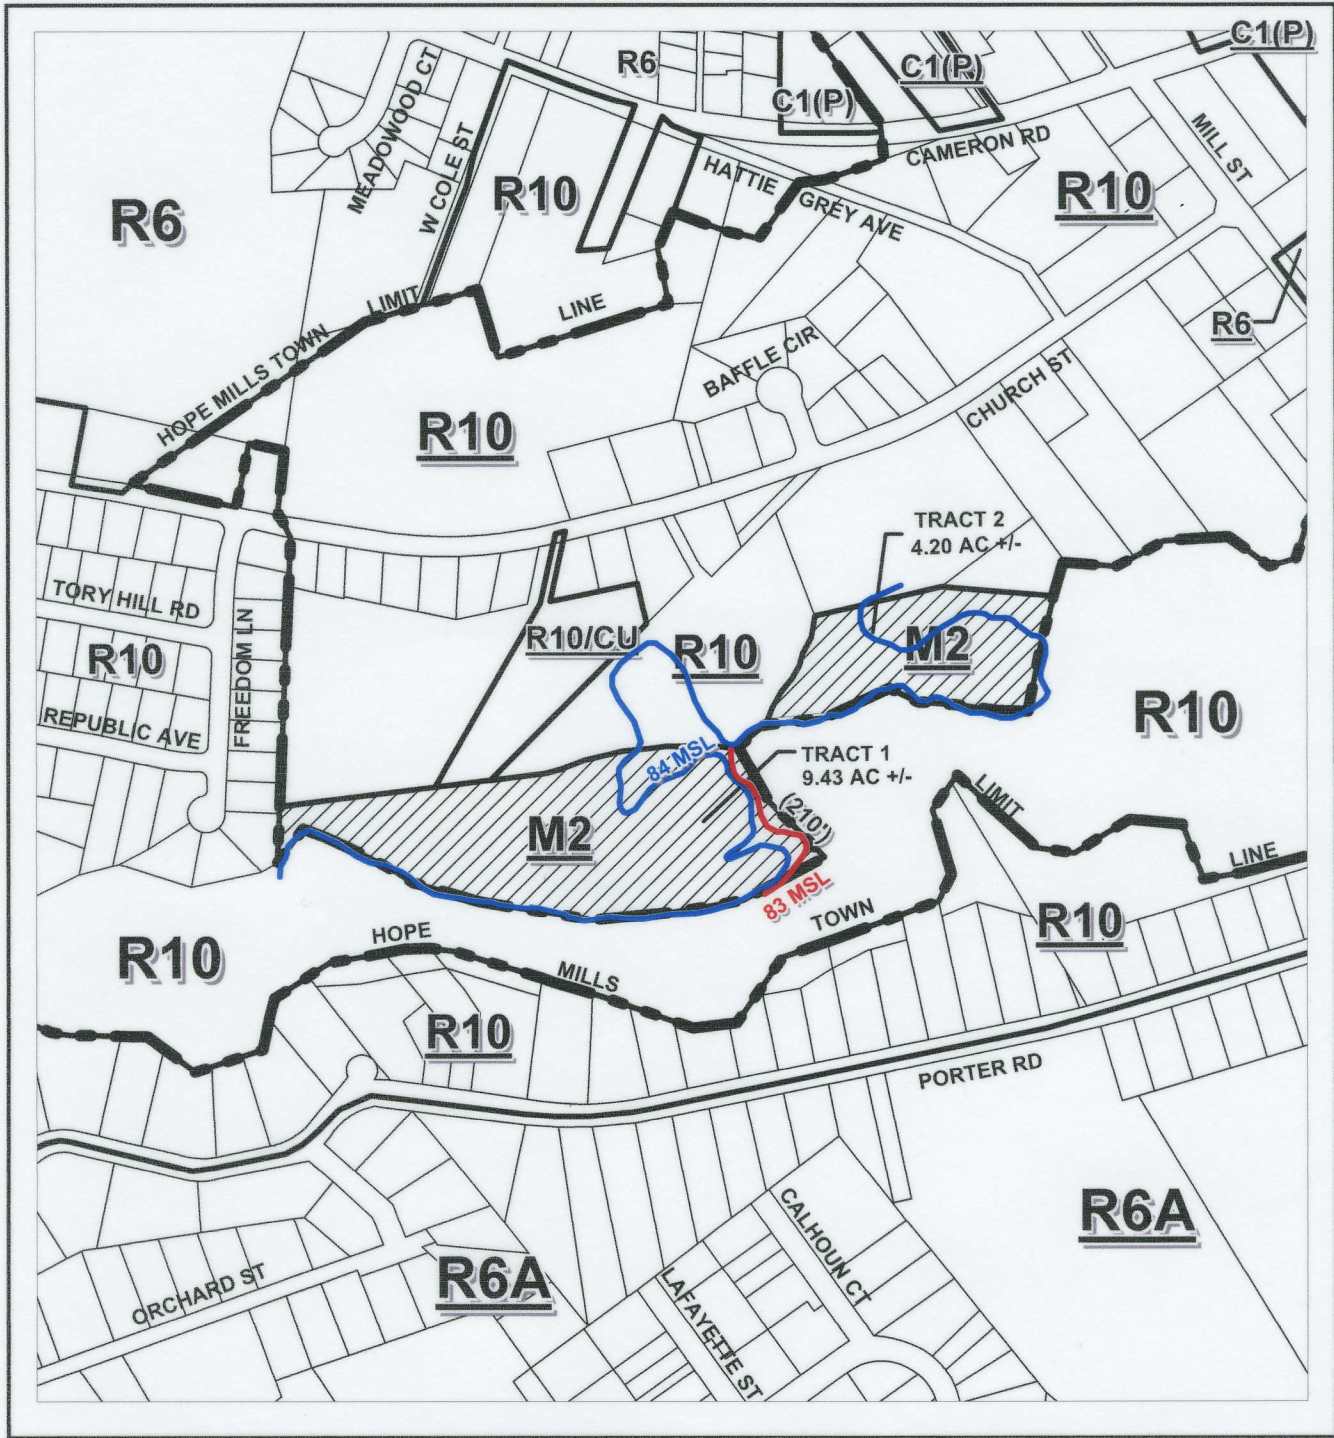 C1(P)
R6
C1(P)
C1(P)
MEADOWOOD CT
W COLE ST
R10
HATTIE
GREY AVE
CAMERON RD
MILL ST
R10
R6
R6
HOPE MILLS TOWN
LIMIT
LINE
BAFFLE CIR
CHURCH ST
R10
TRACT 2
4.20 AC +/-
TORY HILL RD
R10
FREEDOM LN
REPUBLIC AVE
R10/CU
R10
M2
R10
84 MSL
TRACT 1
9.43 AC +/-
(210')
M2
83 MSL
LIMIT
LINE
TOWN
HOPE
MILLS
R10
R10
R10
PORTER RD
ORCHARD ST
R6A
CALHOUN CT
LAFAYETTE ST
R6A